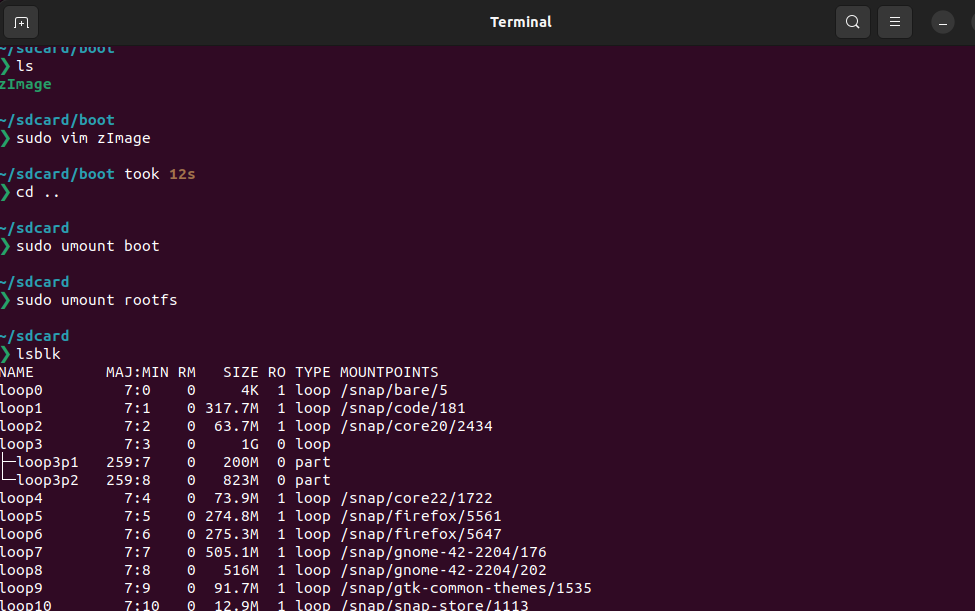 Terminal
~/sdcard/boot
❯ ls
zImage
~/sdcard/boot
❯ sudo vim zImage
~/sdcard/boot took 12s
❯ cd ..
~/sdcard
❯ sudo umount boot
~/sdcard
❯ sudo umount rootfs
~/sdcard
❯ lsblk
NAME        MAJ:MIN RM   SIZE RO TYPE MOUNTPOINTS
loop0         7:0    0     4K  1 loop /snap/bare/5
loop1         7:1    0 317.7M  1 loop /snap/code/181
loop2         7:2    0  63.7M  1 loop /snap/core20/2434
loop3         7:3    0     1G  0 loop
├─loop3p1   259:7    0   200M  0 part
└─loop3p2   259:8    0   823M  0 part
loop4         7:4    0  73.9M  1 loop /snap/core22/1722
loop5         7:5    0 274.8M  1 loop /snap/firefox/5561
loop6         7:6    0 275.3M  1 loop /snap/firefox/5647
loop7         7:7    0 505.1M  1 loop /snap/gnome-42-2204/176
loop8         7:8    0   516M  1 loop /snap/gnome-42-2204/202
loop9         7:9    0  91.7M  1 loop /snap/gtk-common-themes/1535
loop10        7:10   0  12.9M  1 loop /snap/snap-store/1113